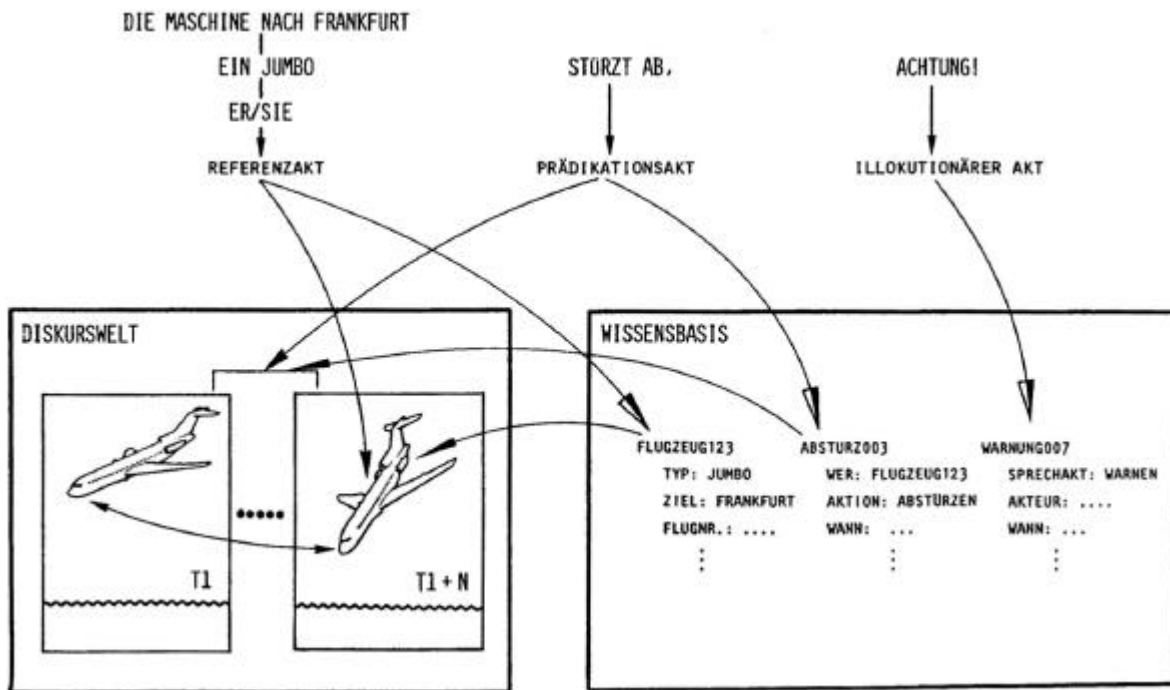 DIE MASCHINE NACH FRANKFURT
EIN JUMBO
ER/SIE
REFERENZAKT
STÜRZT AB.
PRÄDIKATIONSAKT
ACHTUNG!
ILLOKUTIONÄRER AKT
DISKURSWELT
T1
T1 + N
WISSENSBASIS
FLUGZEUG123
TYP: JUMBO
ZIEL: FRANKFURT
FLUGNR.: ....
ABSTURZ003
WER: FLUGZEUG123
AKTION: ABSTÜRZEN
WANN: ...
WARNUNG007
SPRECHAKT: WARNEN
AKTEUR: ....
WANN: ...